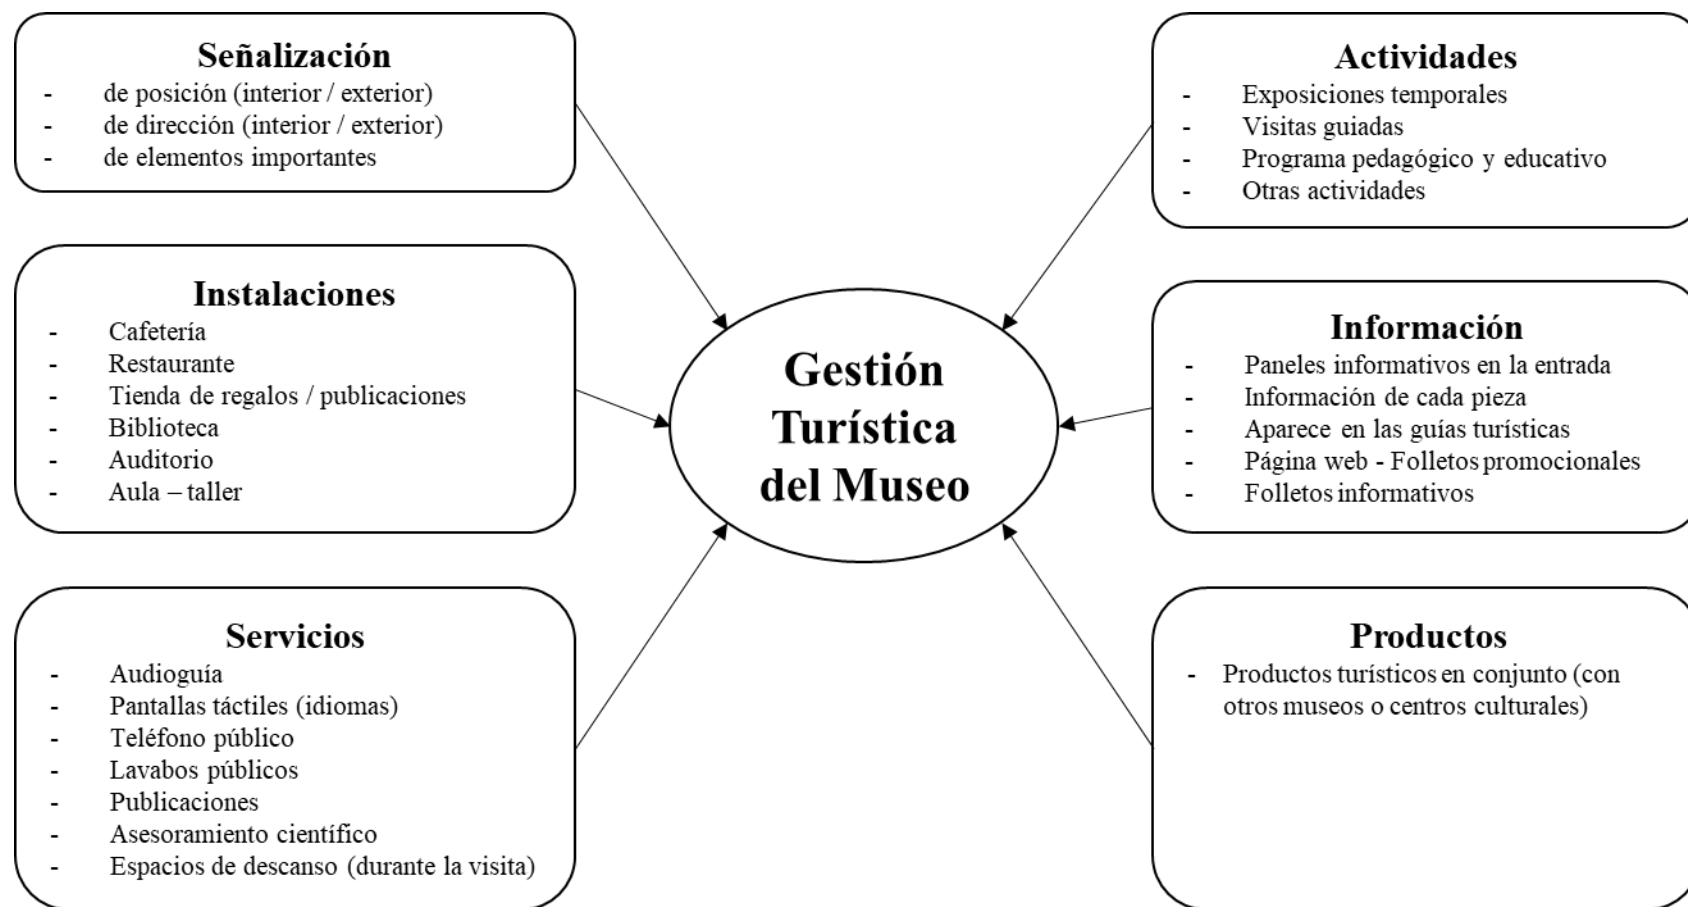 Señalización
- de posición (interior / exterior)
- de dirección (interior / exterior)
- de elementos importantes
Instalaciones
- Cafetería
- Restaurante
- Tienda de regalos / publicaciones
- Biblioteca
- Auditorio
- Aula – taller
Servicios
- Audioguía
- Pantallas táctiles (idiomas)
- Teléfono público
- Lavabos públicos
- Publicaciones
- Asesoramiento científico
- Espacios de descanso (durante la visita)
Gestión
Turística
del Museo
Actividades
- Exposiciones temporales
- Visitas guiadas
- Programa pedagógico y educativo
- Otras actividades
Información
- Paneles informativos en la entrada
- Información de cada pieza
- Aparece en las guías turísticas
- Página web - Folletos promocionales
- Folletos informativos
Productos
- Productos turísticos en conjunto (con
otros museos o centros culturales)